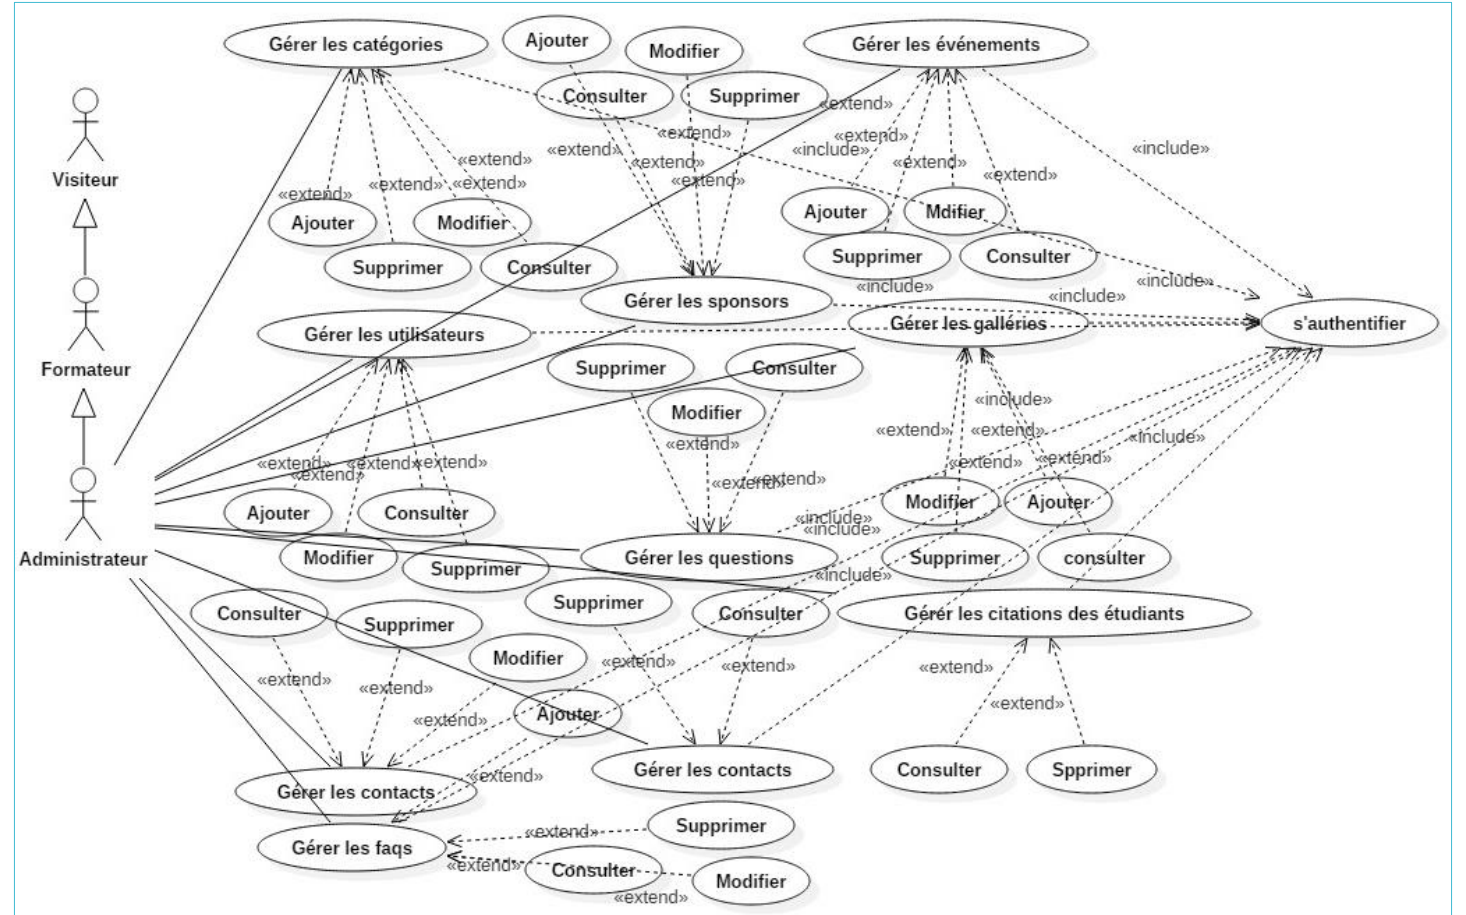 Gérer les catégories
Ajouter
Modifier
Gérer les événements
Consulter
Supprimer
«extend»
«extend»
«extend»
«extend»
«include»
«include»
«extend»
«extend»
«extend»
«extend»
«extend»
«extend»
«extend»
«extend»
«extend»
Visiteur
Ajouter
Modifier
Ajouter
Mdifier
Supprimer
Consulter
Supprimer
Consulter
«include»
«include»
«include»
Gérer les sponsors
Gérer les utilisateurs
Gérer les galléries
s'authentifier
Formateur
Supprimer
Consulter
Modifier
«include»
«extend»
«extend»
«include»
«extend»
«extend»
«extend»
«extend»
«extend»
«extend»
«extend»
«extend»
«extend»
Ajouter
Consulter
Modifier
Ajouter
«include»
«include»
Administrateur
Modifier
Supprimer
Gérer les questions
Supprimer
consulter
«include»
Consulter
Supprimer
Supprimer
Consulter
Gérer les citations des étudiants
Modifier
«extend»
«extend»
«extend»
«extend»
«extend»
«extend»
«extend»
Ajouter
Gérer les contacts
Consulter
Spprimer
«extend»
Gérer les contacts
Supprimer
«extend»
Gérer les faqs
«extend»
Consulter
Modifier
«extend»